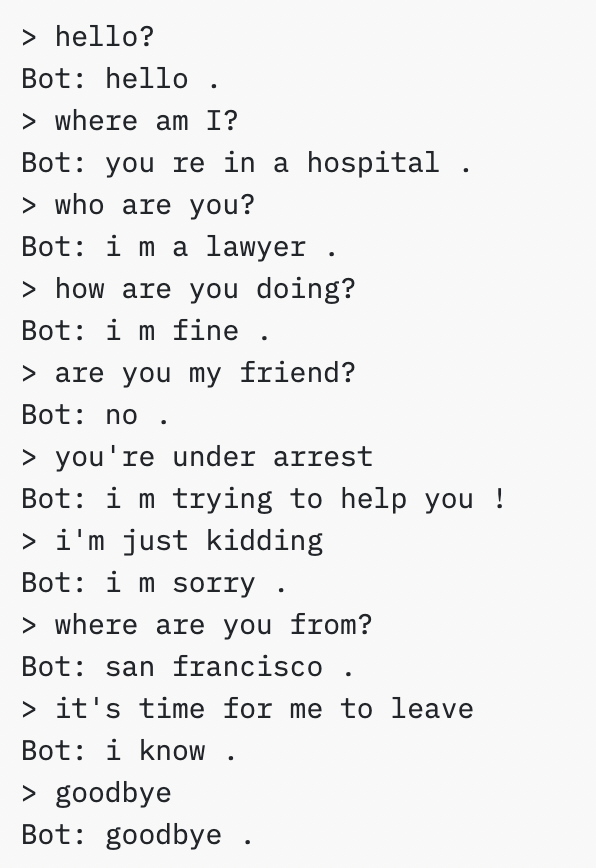 > hello?
Bot: hello .
> where am I?
Bot: you re in a hospital .
> who are you?
Bot: i m a lawyer .
> how are you doing?
Bot: i m fine .
> are you my friend?
Bot: no .
> you're under arrest
Bot: i m trying to help you !
> i'm just kidding
Bot: i m sorry .
> where are you from?
Bot: san francisco .
> it's time for me to leave
Bot: i know .
> goodbye
Bot: goodbye .